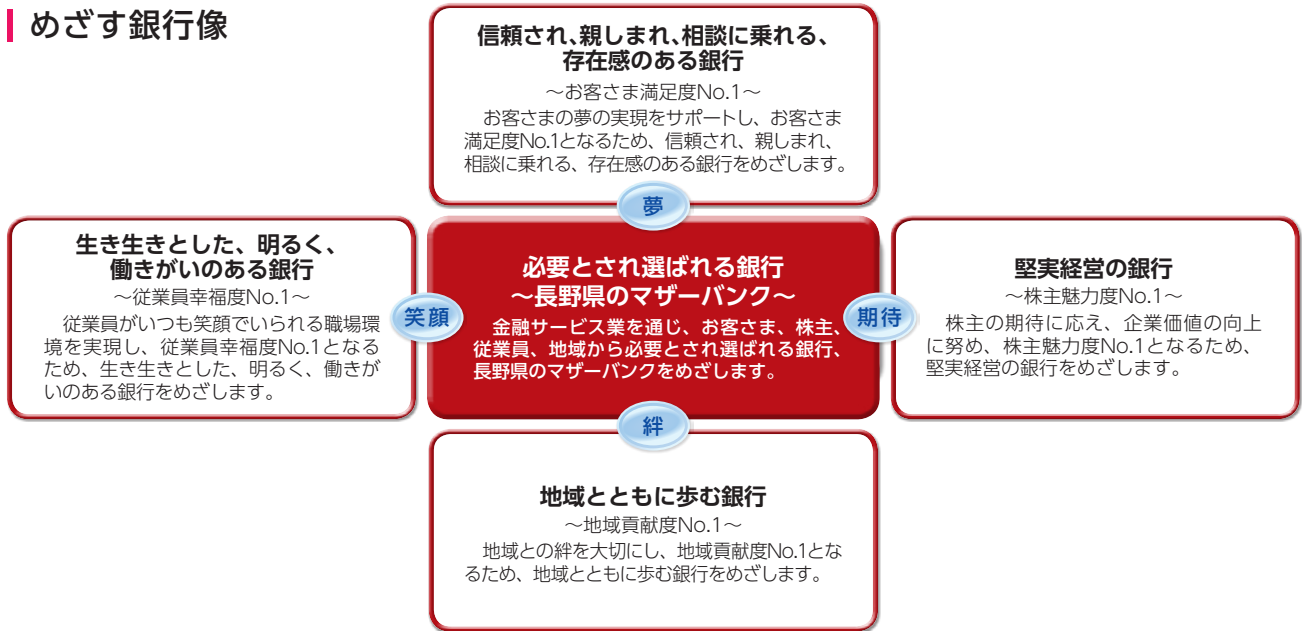 めざす銀行像
信頼され、親しまれ、相談に乗れる、
存在感のある銀行
～お客さま満足度No.1～
お客さまの夢の実現をサポートし、お客さま
満足度No.1となるため、信頼され、親しまれ、
相談に乗れる、存在感のある銀行をめざします。
夢
生き生きとした、明るく、
働きがいのある銀行
～従業員幸福度No.1～
従業員がいつも笑顔でいられる職場環
境を実現し、従業員幸福度No.1となる
ため、生き生きとした、明るく、働きが
いのある銀行をめざします。
笑顔
必要とされ選ばれる銀行
～長野県のマザーバンク～
金融サービス業を通じ、お客さま、株主、
従業員、地域から必要とされ選ばれる銀行、
長野県のマザーバンクをめざします。
期待
堅実経営の銀行
～株主魅力度No.1～
株主の期待に応え、企業価値の向上
に努め、株主魅力度No.1となるため、
堅実経営の銀行をめざします。
絆
地域とともに歩む銀行
～地域貢献度No.1～
地域との絆を大切にし、地域貢献度No.1とな
るため、地域とともに歩む銀行をめざします。